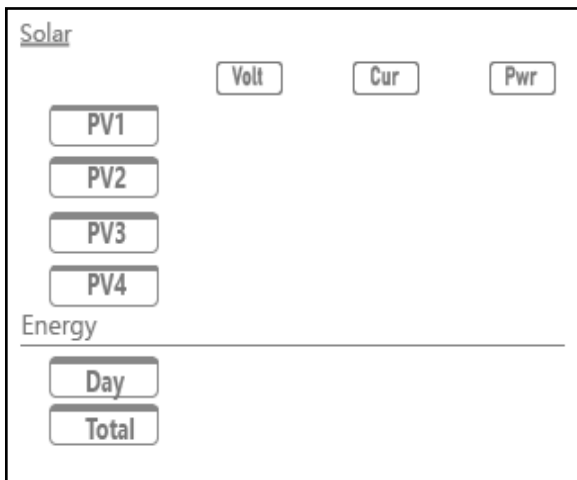 Solar
Volt Cur Pwr
PV1
PV2
PV3
PV4
Energy
Day
Total